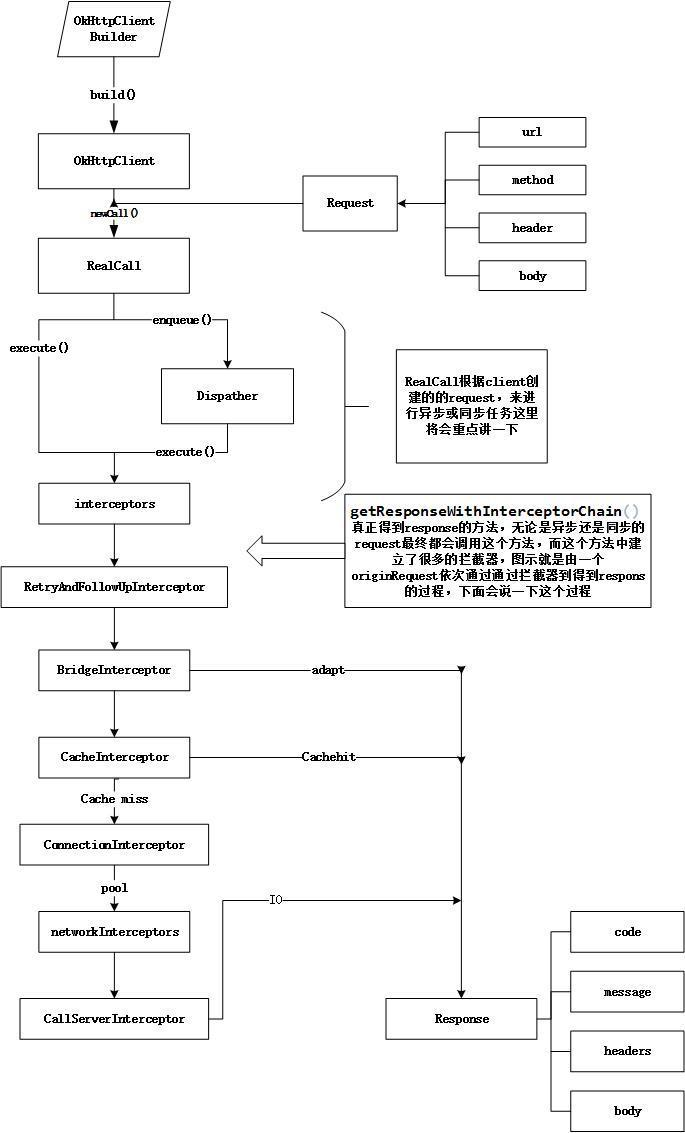 OkHttpClient
Builder
build()
OkHttpClient
newCall()
RealCall
Request
url
method
header
body
enqueue()
execute()
Dispather
execute()
RealCall根据client创
建的的request，来进
行异步或同步任务这里
将会重点讲一下
interceptors
getResponseWithInterceptorChain()
真正得到response的方法，无论是异步还是同步的
request最终都会调用这个方法，而这个方法中建
立了很多的拦截器，图示就是由一个
originRequest依次通过通过拦截器到得到respons
的过程，下面会说一下这个过程
RetryAndFollowUpInterceptor
BridgeInterceptor
adapt
CacheInterceptor
Cachehit
Cache miss
ConnectionInterceptor
pool
networkInterceptors
IO
CallServerInterceptor
Response
code
message
headers
body